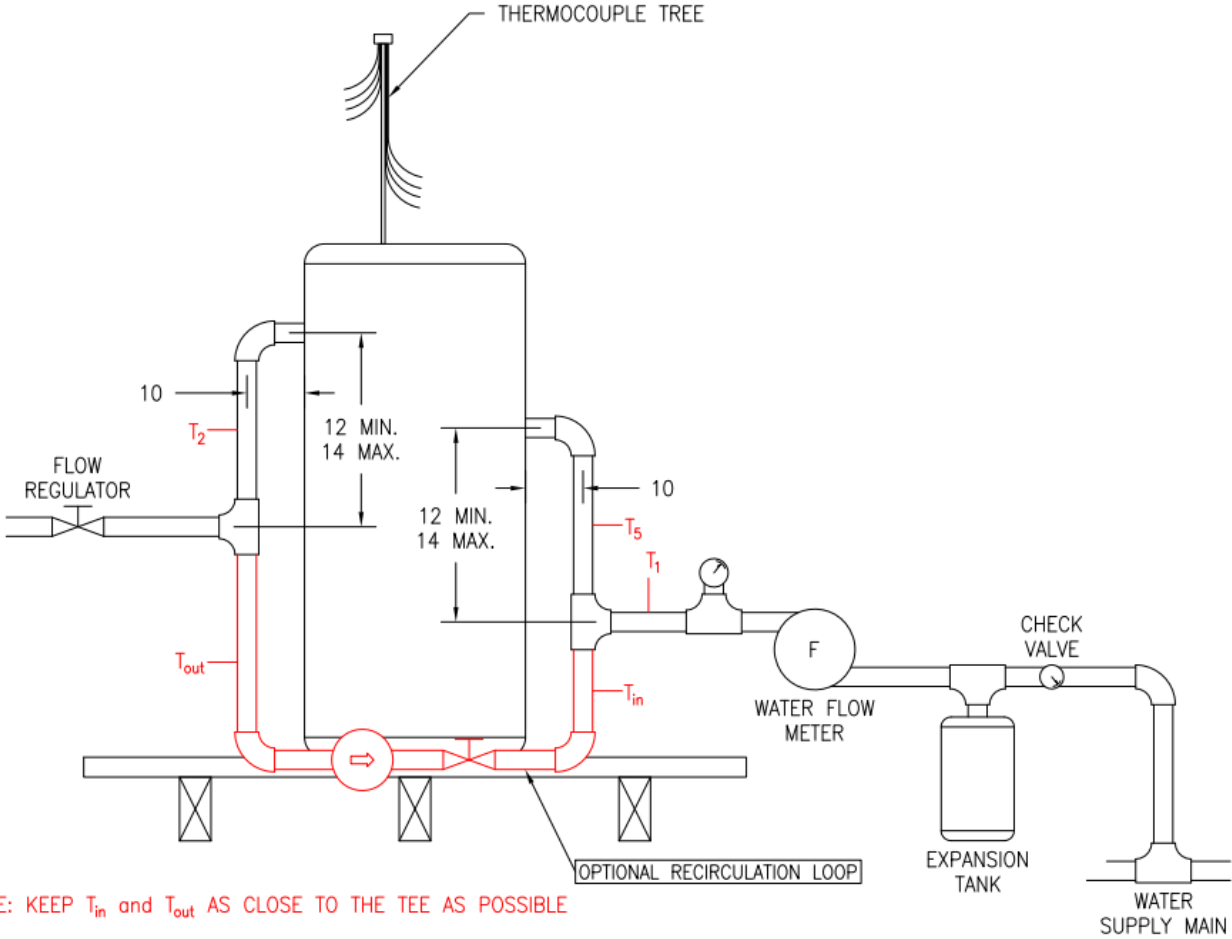 THERMOCOUPLE TREE
10
T2
12 MIN.
14 MAX.
FLOW
REGULATOR
10
12 MIN.
14 MAX.
T5
T1
CHECK
VALVE
F
Tout
Tin
WATER FLOW
METER
OPTIONAL RECIRCULATION LOOP
EXPANSION
TANK
WATER
SUPPLY MAIN
E: KEEP Tin and Tout AS CLOSE TO THE TEE AS POSSIBLE